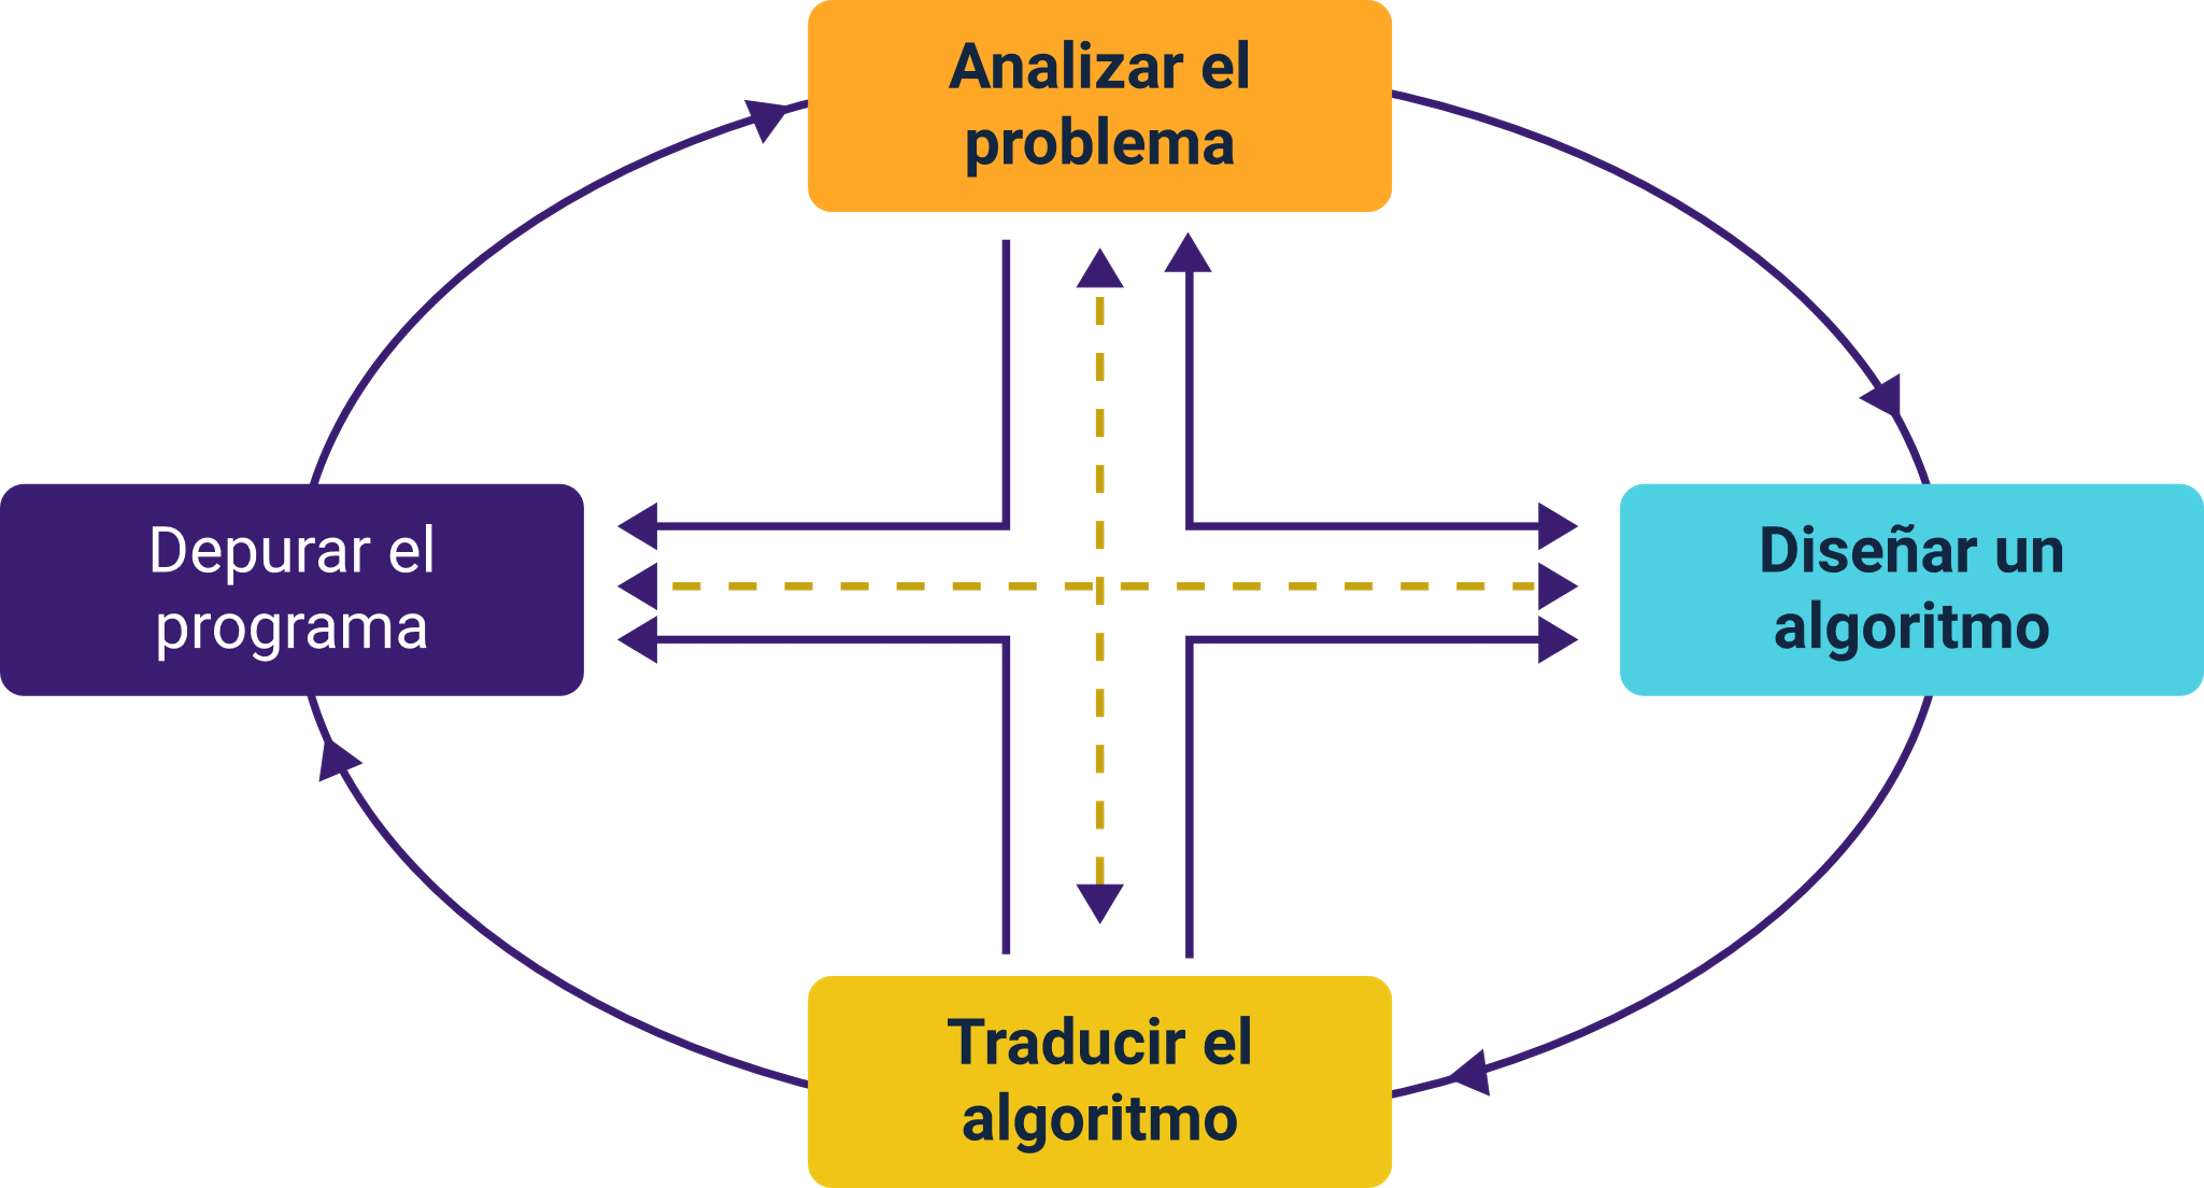 Analizar el
problema
Depurar el
programa
Diseñar un
algoritmo
Traducir el
algoritmo